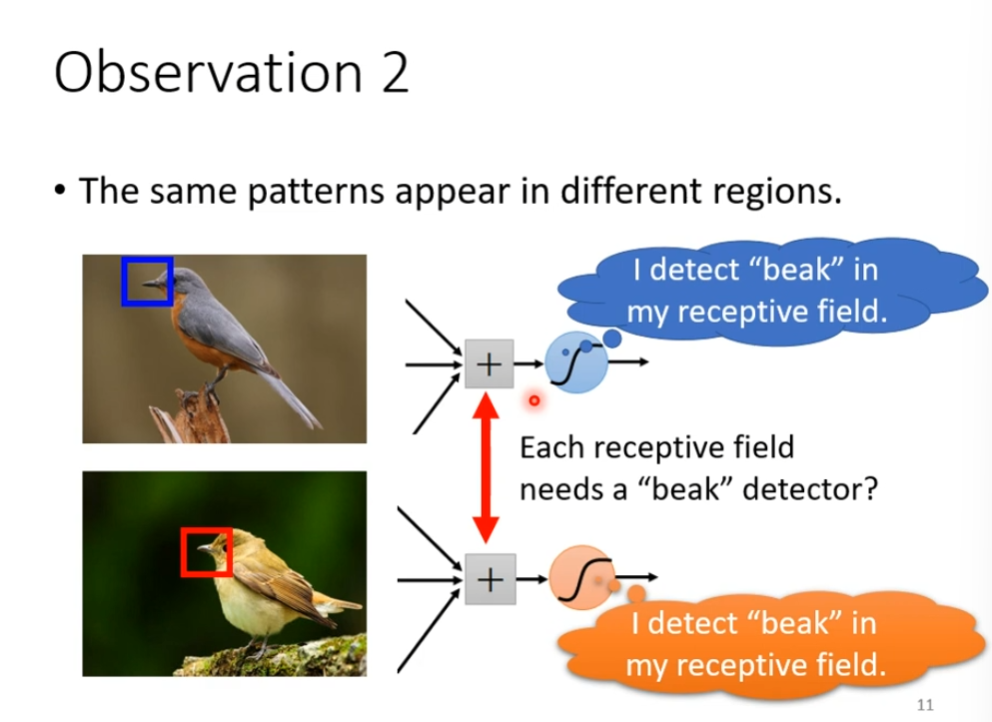 Observation 2
• The same patterns appear in different regions.
I detect “beak” in
my receptive field.
+
Each receptive field
needs a “beak” detector?
+
I detect “beak” in
my receptive field.
11